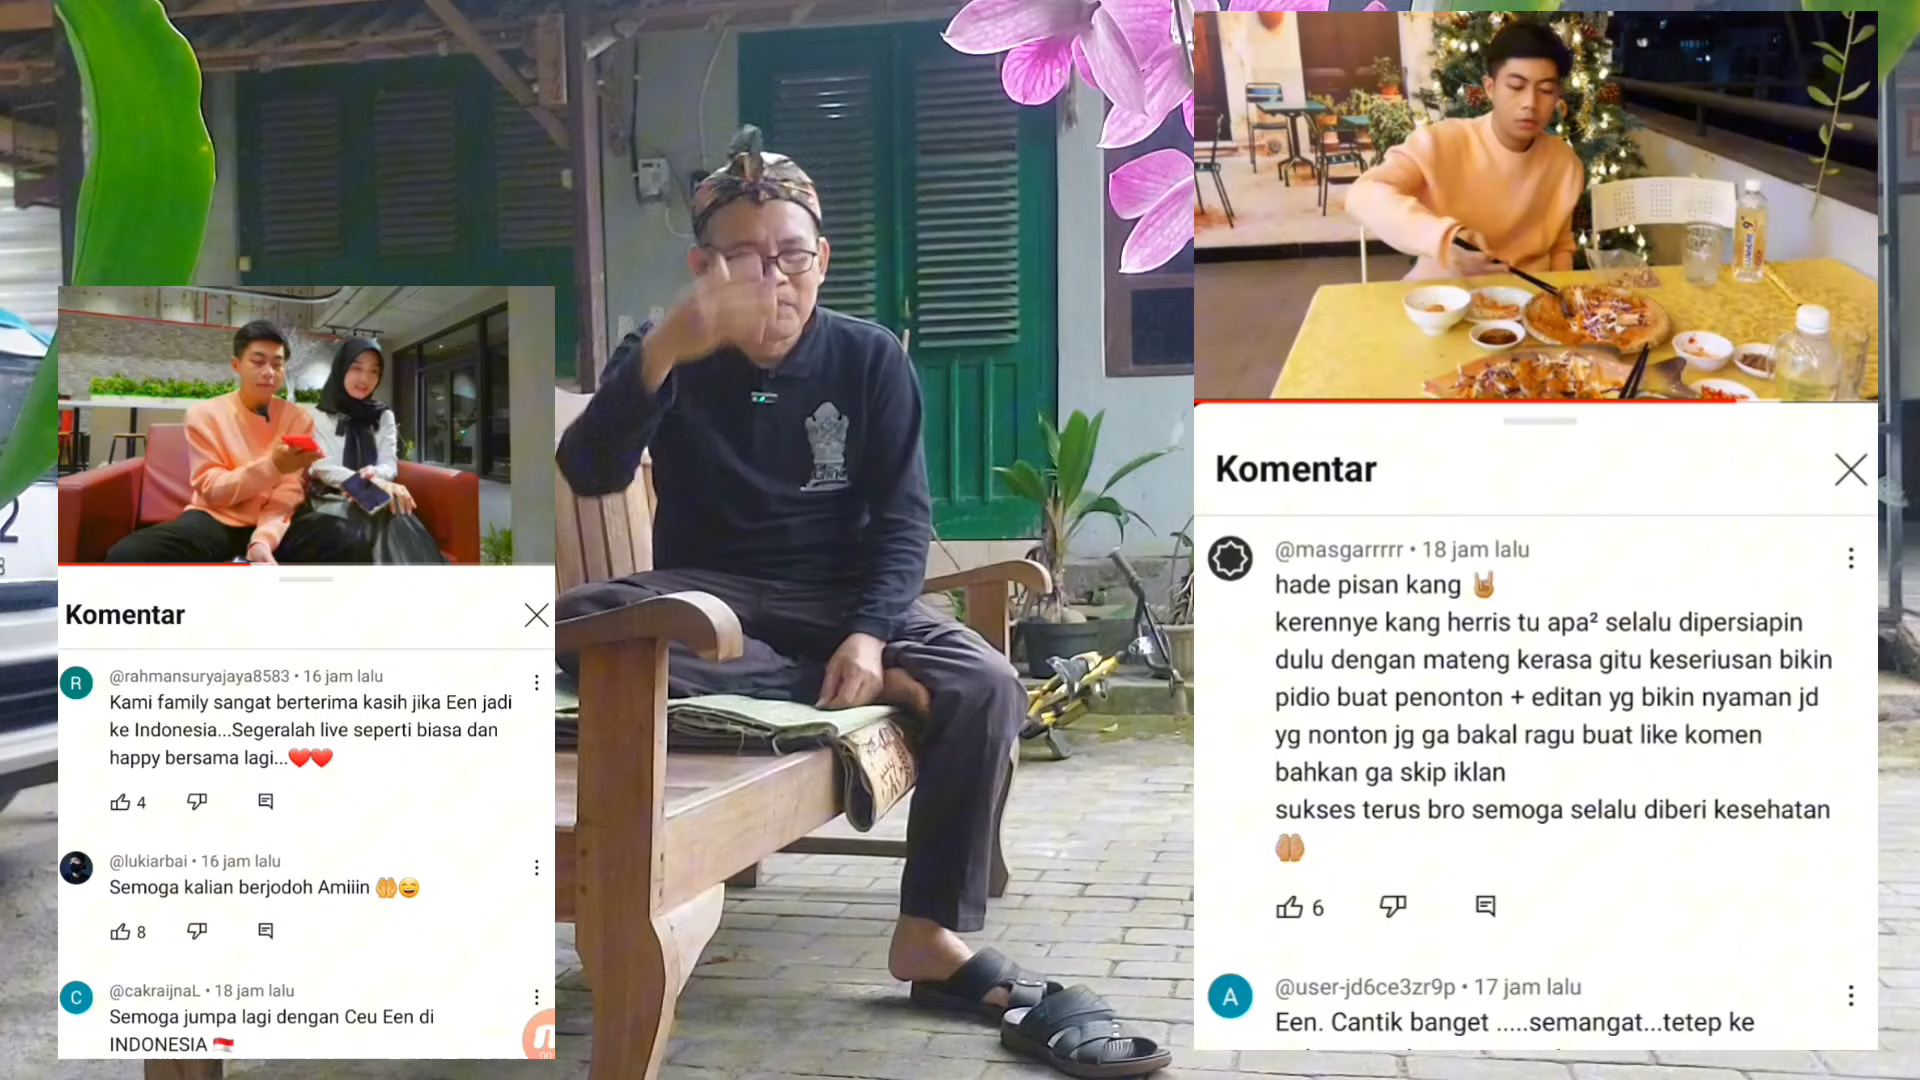 Komentar
@rahmansuryajaya8583 • 16 jam lalu
Kami family sangat berterima kasih jika Een jadi
ke Indonesia...Segeralah live seperti biasa dan
happy bersama lagi...❤️❤️
4
@lukiarbai • 16 jam lalu
Semoga kalian berjodoh Amiiin 🤲😄
8
@cakraijnaL • 18 jam lalu
Semoga jumpa lagi dengan Ceu Een di
INDONESIA 🇮🇩
Komentar
@masgarrrrr • 18 jam lalu
hade pisan kang 🤘
kerennye kang herris tu apa² selalu dipersiapin
dulu dengan mateng kerasa gitu keseriusan bikin
pidio buat penonton + editan yg bikin nyaman jd
yg nonton jg ga bakal ragu buat like komen
bahkan ga skip iklan
sukses terus bro semoga selalu diberi kesehatan
🤲
6
@user-jd6ce3zr9p • 17 jam lalu
Een. Cantik banget .....semangat...tetep ke
R
C
A
2